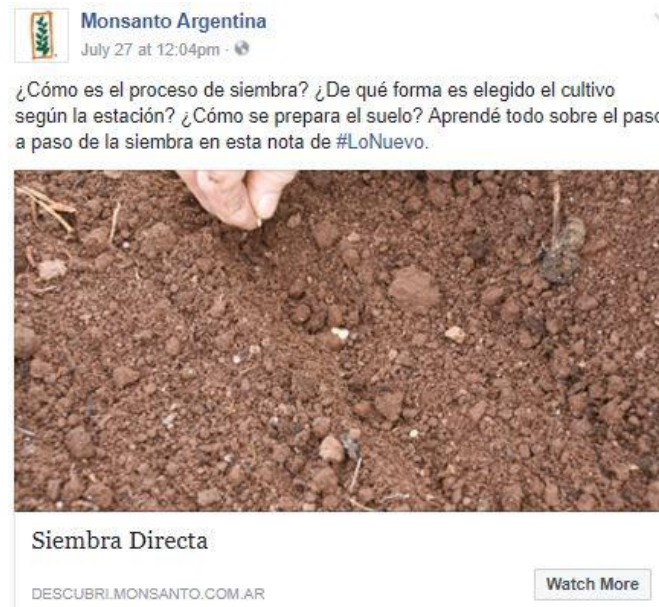 Monsanto Argentina
July 27 at 12:04pm ·
¿Cómo es el proceso de siembra? ¿De qué forma es elegido el cultivo
según la estación? ¿Cómo se prepara el suelo? Aprendé todo sobre el paso
a paso de la siembra en esta nota de #LoNuevo.
Siembra Directa
DESCUBRI.MONSANTO.COM.AR
Watch More